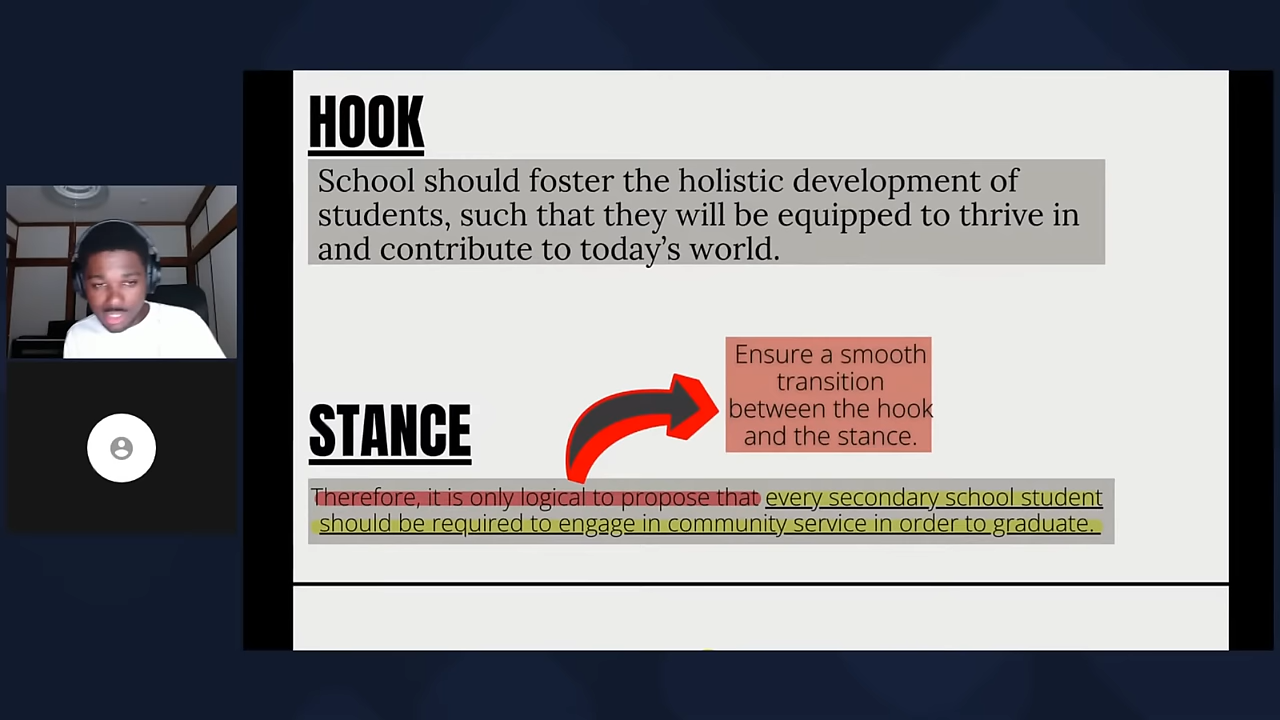 HOOK
School should foster the holistic development of
students, such that they will be equipped to thrive in
and contribute to today's world.
Ensure a smooth
transition
between the hook
and the stance.
STANCE
Therefore, it is only logical to propose that every secondary school student
should be required to engage in community service in order to graduate.